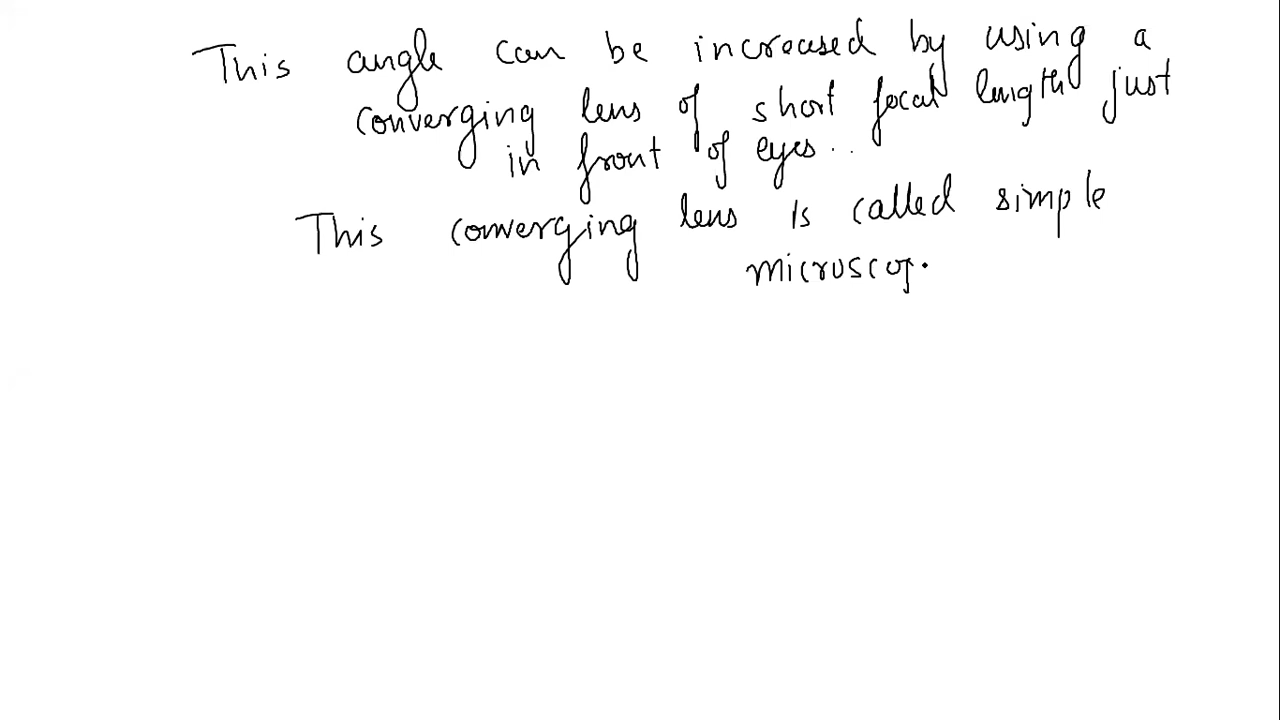 This angle can be increased by using a
converging lens of short focal length just
in front of eyes..
This converging lens is called simple
microscop.